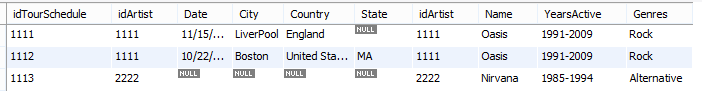 idTourSchedule idArtist Date City Country State idArtist Name YearsActive Genres
1111 1111 11/15/... LiverPool England NULL 1111 Oasis 1991-2009 Rock
1112 1111 10/22/... Boston United Sta... MA 1111 Oasis 1991-2009 Rock
1113 2222 NULL NULL NULL NULL 2222 Nirvana 1985-1994 Alternative